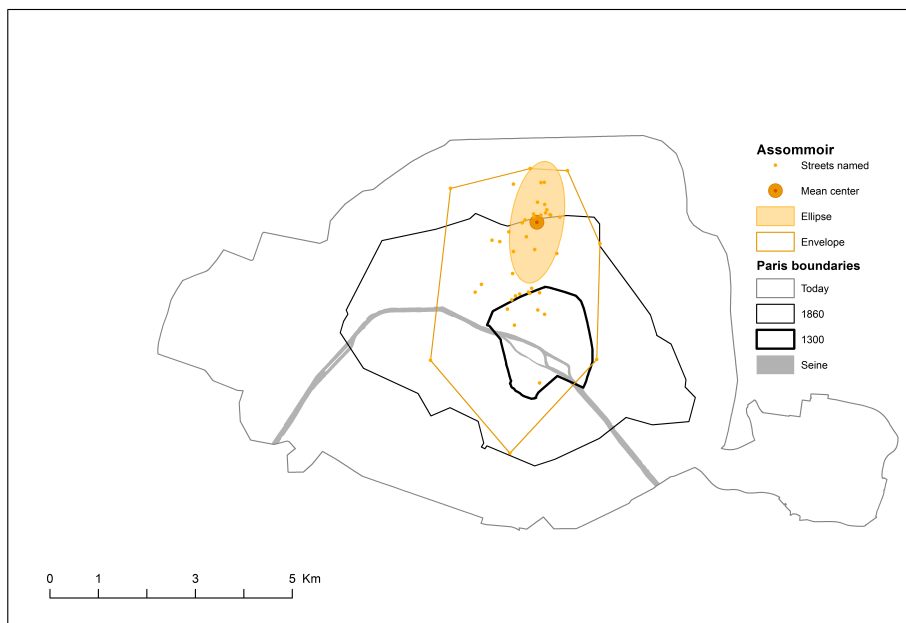 Assommoir
Streets named
Mean center
Ellipse
Envelope
Paris boundaries
Today
1860
1300
Seine
0 1 3 5 Km